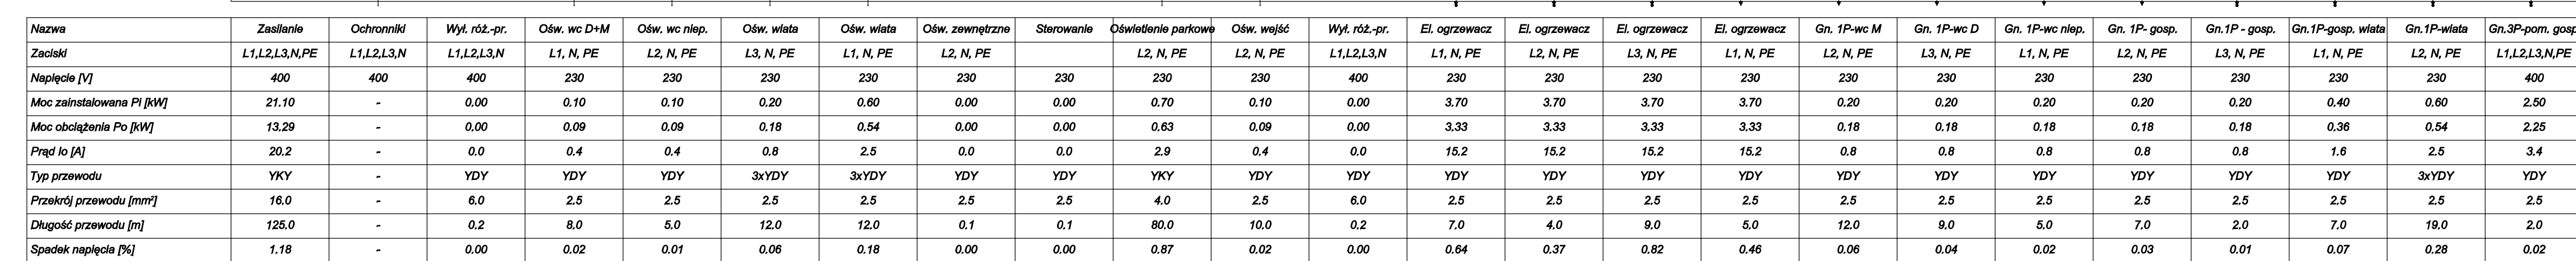 Nazwa Zasilanie Ochronniki Wył. róż.-pr. Ośw. wc D+M Ośw. wc niep. Ośw. wiata Ośw. wiata Ośw. zewnętrzne Sterowanie Oświetlenie parkowe Ośw. wejść Wył. róż.-pr. El. ogrzewacz El. ogrzewacz El. ogrzewacz El. ogrzewacz Gn. 1P-wc M Gn. 1P-wc D Gn. 1P-wc niep. Gn. 1P- gosp. Gn.1P - gosp. Gn.1P-gosp. wiata Gn.1P-wiata Gn.3P-pom. gosp
Zaciski L1,L2,L3,N,PE L1,L2,L3,N L1,L2,L3,N L1, N, PE L2, N, PE L3, N, PE L1, N, PE L2, N, PE L2, N, PE L2, N, PE L1,L2,L3,N L1, N, PE L2, N, PE L3, N, PE L1, N, PE L2, N, PE L3, N, PE L1, N, PE L2, N, PE L3, N, PE L1, N, PE L2, N, PE L1,L2,L3,N,PE
Napięcie [V] 400 400 400 230 230 230 230 230 230 230 230 400 230 230 230 230 230 230 230 230 230 230 230 400
Moc zainstalowana Pi [kW] 21.10 - 0.00 0.10 0.10 0.20 0.60 0.00 0.00 0.70 0.10 0.00 3.70 3.70 3.70 3.70 0.20 0.20 0.20 0.20 0.20 0.40 0.60 2.50
Moc obciążenia Po [kW] 13.29 - 0.00 0.09 0.09 0.18 0.54 0.00 0.00 0.63 0.09 0.00 3.33 3.33 3.33 3.33 0.18 0.18 0.18 0.18 0.18 0.36 0.54 2.25
Prąd Io [A] 20.2 - 0.0 0.4 0.4 0.8 2.5 0.0 0.0 2.9 0.4 0.0 15.2 15.2 15.2 15.2 0.8 0.8 0.8 0.8 0.8 1.6 2.5 3.4
Typ przewodu YKY - YDY YDY YDY 3xYDY 3xYDY YDY YDY YKY YDY YDY YDY YDY YDY YDY YDY YDY YDY YDY YDY YDY 3xYDY YDY
Przekrój przewodu [mm²] 16.0 - 6.0 2.5 2.5 2.5 2.5 2.5 2.5 4.0 2.5 6.0 2.5 2.5 2.5 2.5 2.5 2.5 2.5 2.5 2.5 2.5 2.5 2.5
Długość przewodu [m] 125.0 - 0.2 8.0 5.0 12.0 12.0 0.1 0.1 80.0 10.0 0.2 7.0 4.0 9.0 5.0 12.0 9.0 5.0 7.0 2.0 7.0 19.0 2.0
Spadek napięcia [%] 1.18 - 0.00 0.02 0.01 0.06 0.18 0.00 0.00 0.87 0.02 0.00 0.64 0.37 0.82 0.46 0.06 0.04 0.02 0.03 0.01 0.07 0.28 0.02